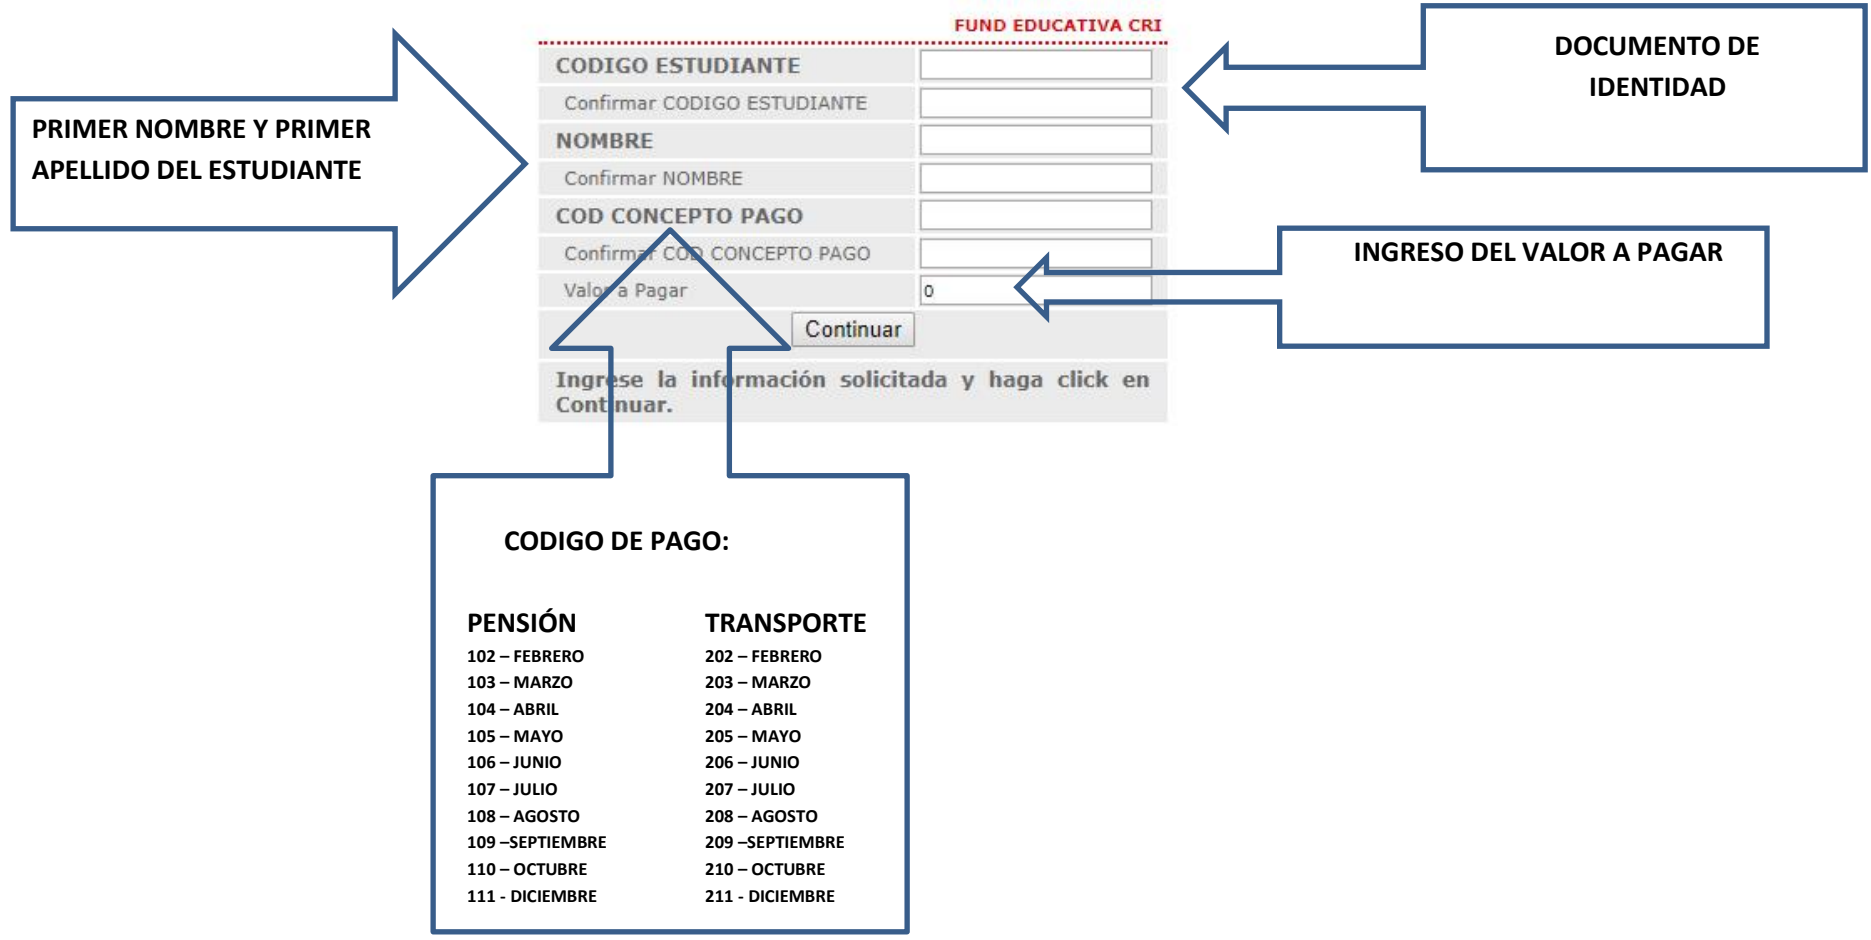 FUND EDUCATIVA CRI
CODIGO ESTUDIANTE
Confirmar CODIGO ESTUDIANTE
NOMBRE
Confirmar NOMBRE
COD CONCEPTO PAGO
Confirmar COD CONCEPTO PAGO
Valor a Pagar
0
Continuar
Ingrese la información solicitada y haga click en
Continuar.
PRIMER NOMBRE Y PRIMER
APELLIDO DEL ESTUDIANTE
DOCUMENTO DE
IDENTIDAD
INGRESO DEL VALOR A PAGAR
CODIGO DE PAGO:
PENSIÓN TRANSPORTE
102 – FEBRERO 202 – FEBRERO
103 – MARZO 203 – MARZO
104 – ABRIL 204 – ABRIL
105 – MAYO 205 – MAYO
106 – JUNIO 206 – JUNIO
107 – JULIO 207 – JULIO
108 – AGOSTO 208 – AGOSTO
109 –SEPTIEMBRE 209 –SEPTIEMBRE
110 – OCTUBRE 210 – OCTUBRE
111 - DICIEMBRE 211 - DICIEMBRE